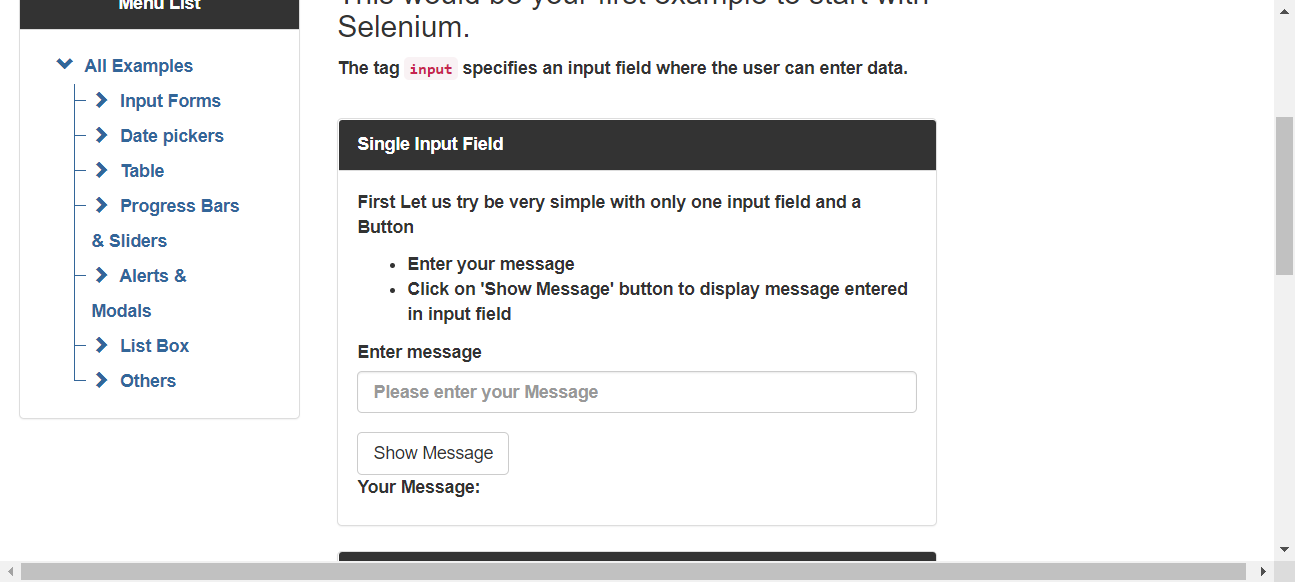 Menu List
All Examples
Input Forms
Date pickers
Table
Progress Bars
& Sliders
Alerts &
Modals
List Box
Others
This would be your first example to start with
Selenium.
The tag input specifies an input field where the user can enter data.
Single Input Field
First Let us try be very simple with only one input field and a
Button
Enter your message
Click on 'Show Message' button to display message entered
in input field
Enter message
Please enter your Message
Show Message
Your Message: